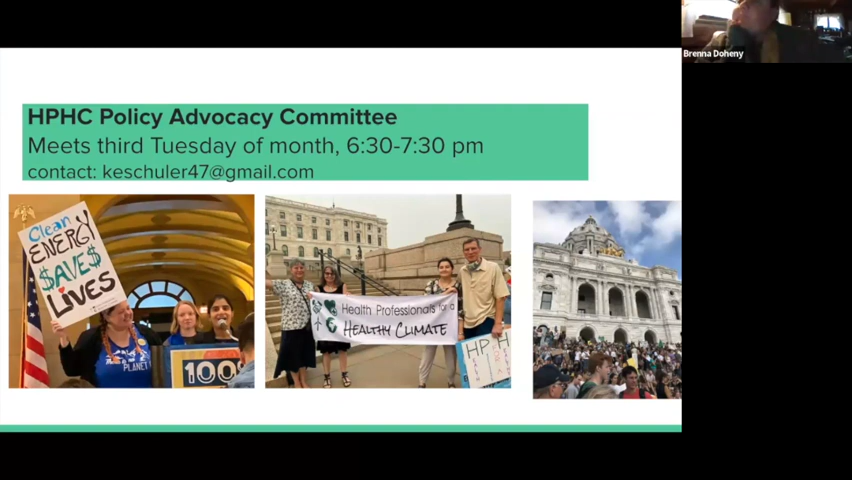 HPHC Policy Advocacy Committee
Meets third Tuesday of month, 6:30-7:30 pm
contact: keschuler47@gmail.com
Brenna Doheny
Clean
ENERGY
$AVE$
LIVES
PLANET
100
Health Professionals for a
HEALTHY CLIMATE
HP H